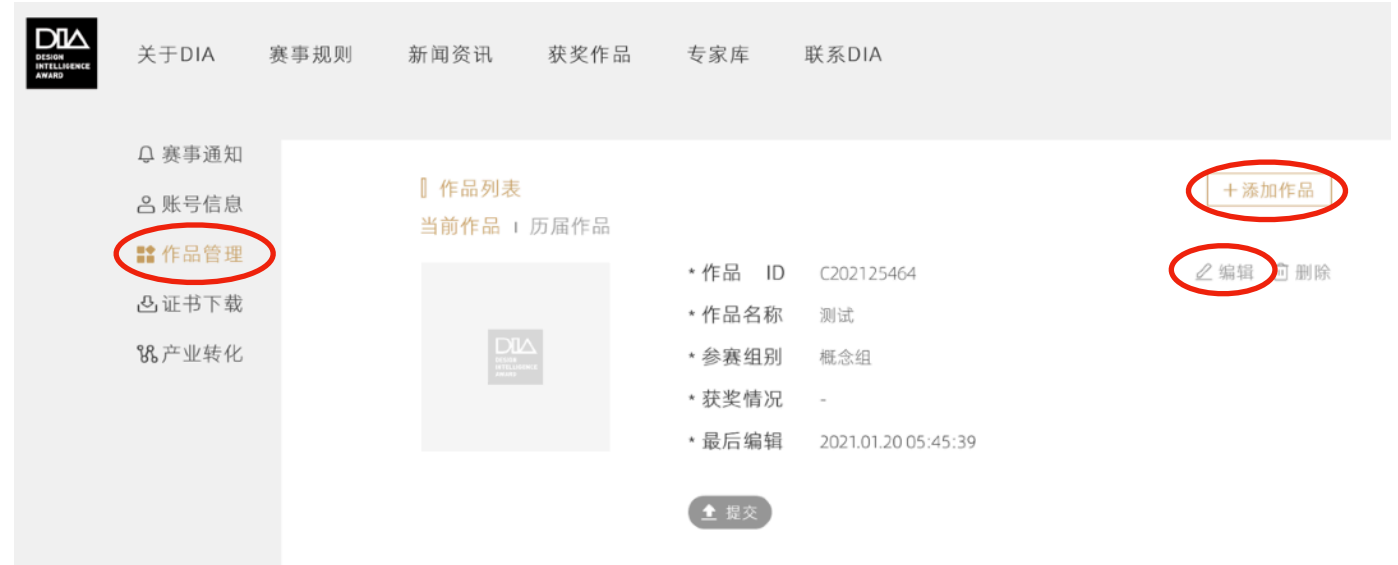 DIA
DESIGN
INTELLIGENCE
AWARD
关于DIA 赛事规则 新闻资讯 获奖作品 专家库 联系DIA
赛事通知
账号信息
作品管理
证书下载
产业转化
作品列表
+添加作品
当前作品 I 历届作品
DIA
DESIGN
INTELLIGENCE
AWARD
* 作品 ID C202125464
编辑 删除
* 作品名称 测试
* 参赛组别 概念组
* 获奖情况 -
* 最后编辑 2021.01.20 05:45:39
提交